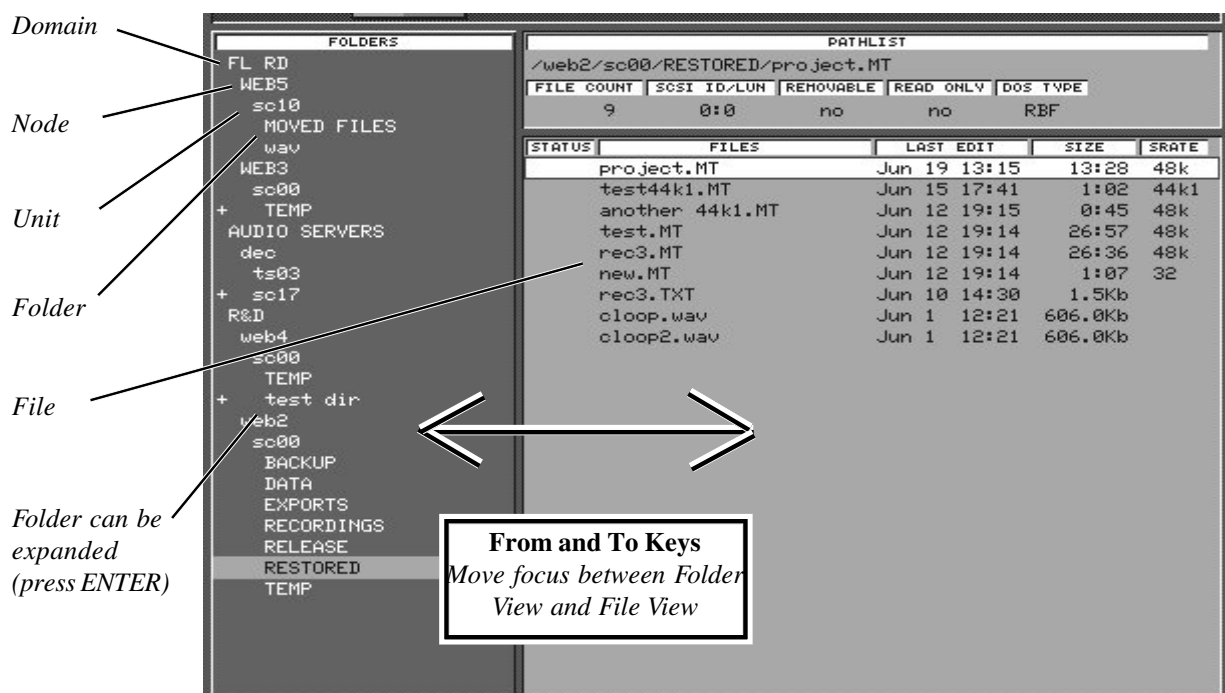 Domain
Node
Unit
Folder
File
Folder can be
expanded
(press ENTER)
FOLDERS
FL RD
WEB5
sc10
MOVED FILES
wav
WEB3
sc00
+ TEMP
AUDIO SERVERS
dec
ts03
+ sc17
R&D
web4
sc00
TEMP
+ test dir
web2
sc00
BACKUP
DATA
EXPORTS
RECORDINGS
RELEASE
RESTORED
TEMP
PATHLIST
/web2/sc00/RESTORED/project.MT
FILE COUNT SCSI ID/LUN REMOVABLE READ ONLY DOS TYPE
9 0:0 no no RBF
STATUS FILES LAST EDIT SIZE SRATE
project.MT Jun 19 13:15 13:28 48k
test44k1.MT Jun 15 17:41 1:02 44k1
another 44k1.MT Jun 12 19:15 0:45 48k
test.MT Jun 12 19:14 26:57 48k
rec3.MT Jun 12 19:14 26:36 48k
new.MT Jun 12 19:14 1:07 32
rec3.TXT Jun 10 14:30 1.5Kb
cloop.wav Jun 1 12:21 606.0Kb
cloop2.wav Jun 1 12:21 606.0Kb
From and To Keys
Move focus between Folder
View and File View